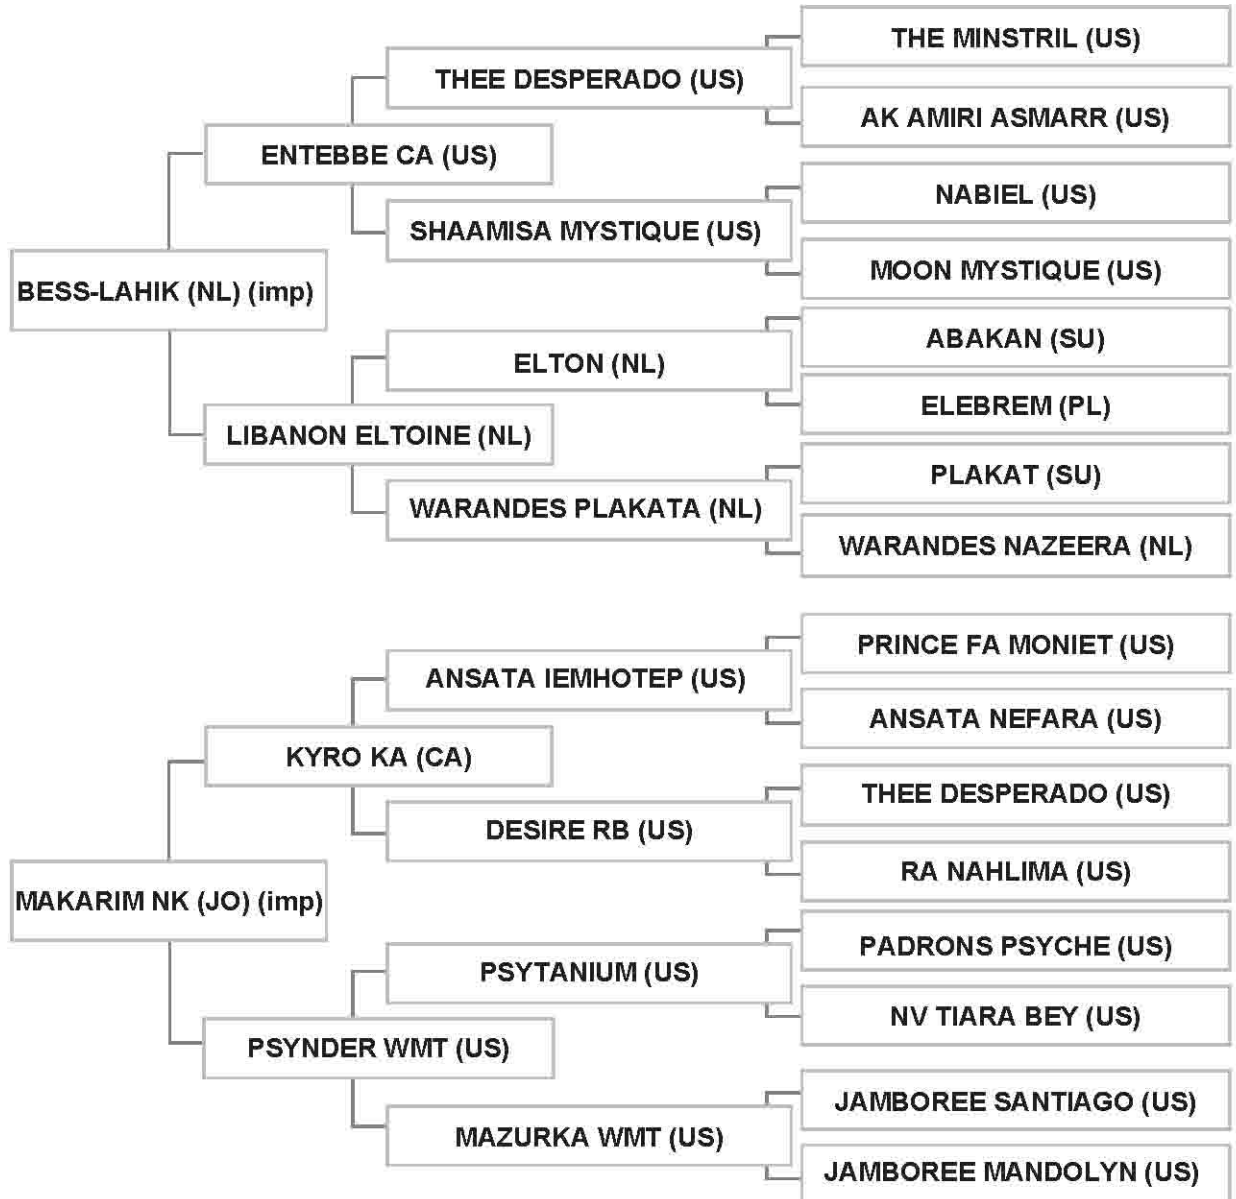 THE MINSTRIL (US)
THEE DESPERADO (US)
AK AMIRI ASMARR (US)
ENTEBBE CA (US)
NABIEL (US)
SHAAMISA MYSTIQUE (US)
MOON MYSTIQUE (US)
BESS-LAHIK (NL) (imp)
ABAKAN (SU)
ELTON (NL)
ELEBREM (PL)
LIBANON ELTOINE (NL)
PLAKAT (SU)
WARANDES PLAKATA (NL)
WARANDES NAZEERA (NL)
PRINCE FA MONIET (US)
ANSATA IEMHOTEP (US)
ANSATA NEFARA (US)
KYRO KA (CA)
THEE DESPERADO (US)
DESIRE RB (US)
RA NAHLIMA (US)
MAKARIM NK (JO) (imp)
PADRONS PSYCHE (US)
PSYTANIUM (US)
NV TIARA BEY (US)
PSYNDER WMT (US)
JAMBOREE SANTIAGO (US)
MAZURKA WMT (US)
JAMBOREE MANDOLYN (US)